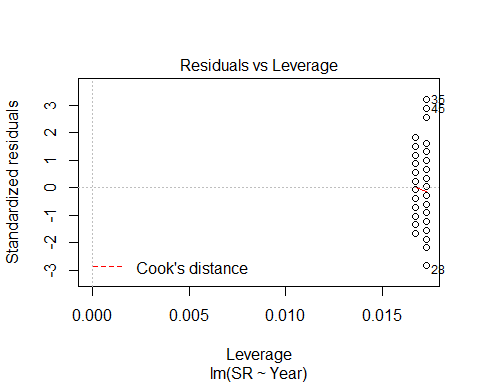 Residuals vs Leverage
Standardized residuals
3
2
1
0
-1
-2
-3
35
45
23
Cook's distance
0.000 0.005 0.010 0.015
Leverage
lm(SR ~ Year)